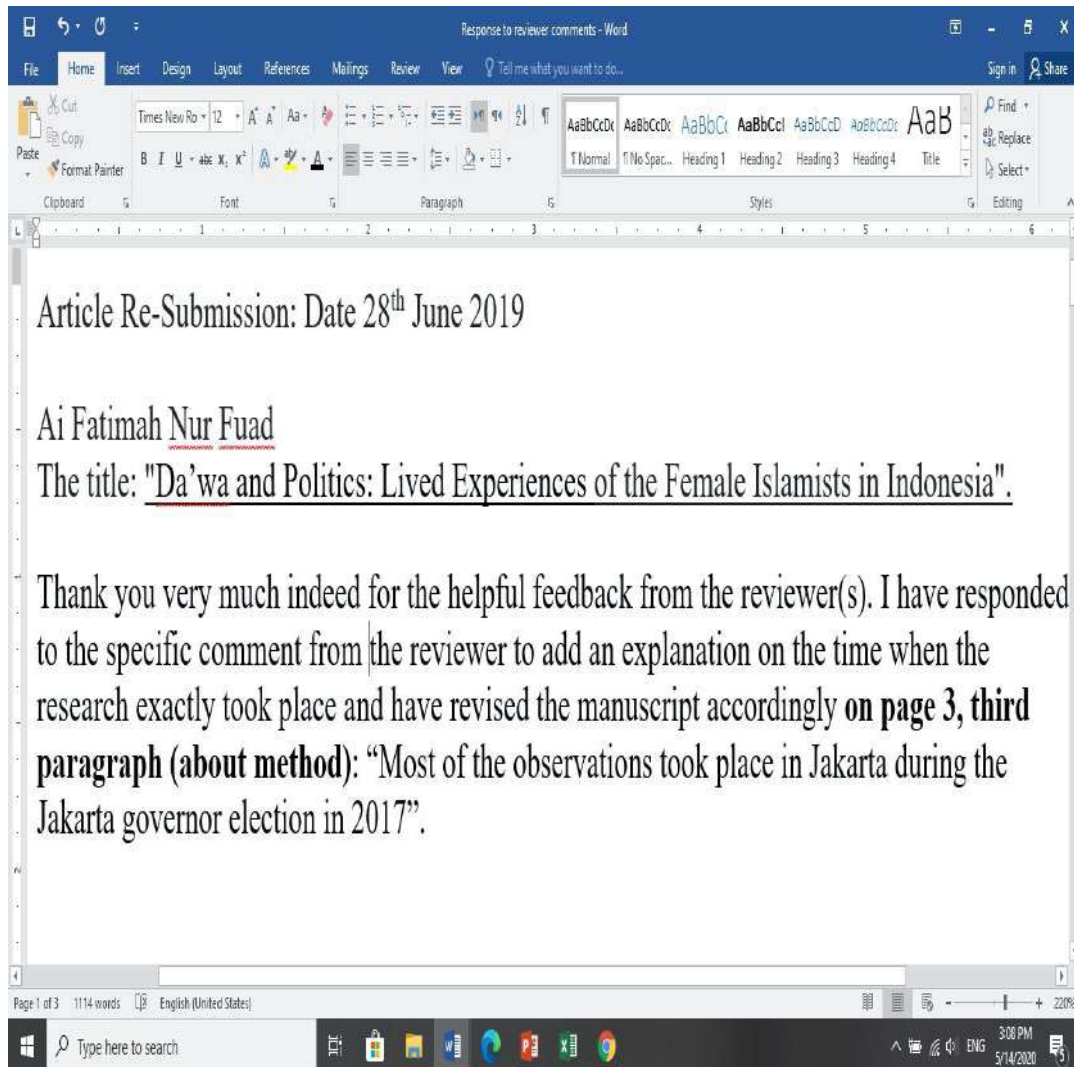 Response to reviewer comments - Word
File Home Insert Design Layout References Mailings Review View Tell me what you want to do... Sign in Share
Cut
Copy
Format Painter
Paste
Times New Ro 12
AaBbCcDc AaBbCcDc AaBbCc AaBbCcl AaBbCcD AaBbCcDc AaB
¶ Normal ¶ No Spac... Heading 1 Heading 2 Heading 3 Heading 4 Title
Find
Replace
Select
Clipboard Font Paragraph Styles Editing
Article Re-Submission: Date 28th June 2019
Ai Fatimah Nur Fuad
The title: "Da’wa and Politics: Lived Experiences of the Female Islamists in Indonesia".
Thank you very much indeed for the helpful feedback from the reviewer(s). I have responded
to the specific comment from the reviewer to add an explanation on the time when the
research exactly took place and have revised the manuscript accordingly on page 3, third
paragraph (about method): “Most of the observations took place in Jakarta during the
Jakarta governor election in 2017”.
Page 1 of 3 1114 words English (United States) 220%
Type here to search ENG 3:08 PM
5/14/2020